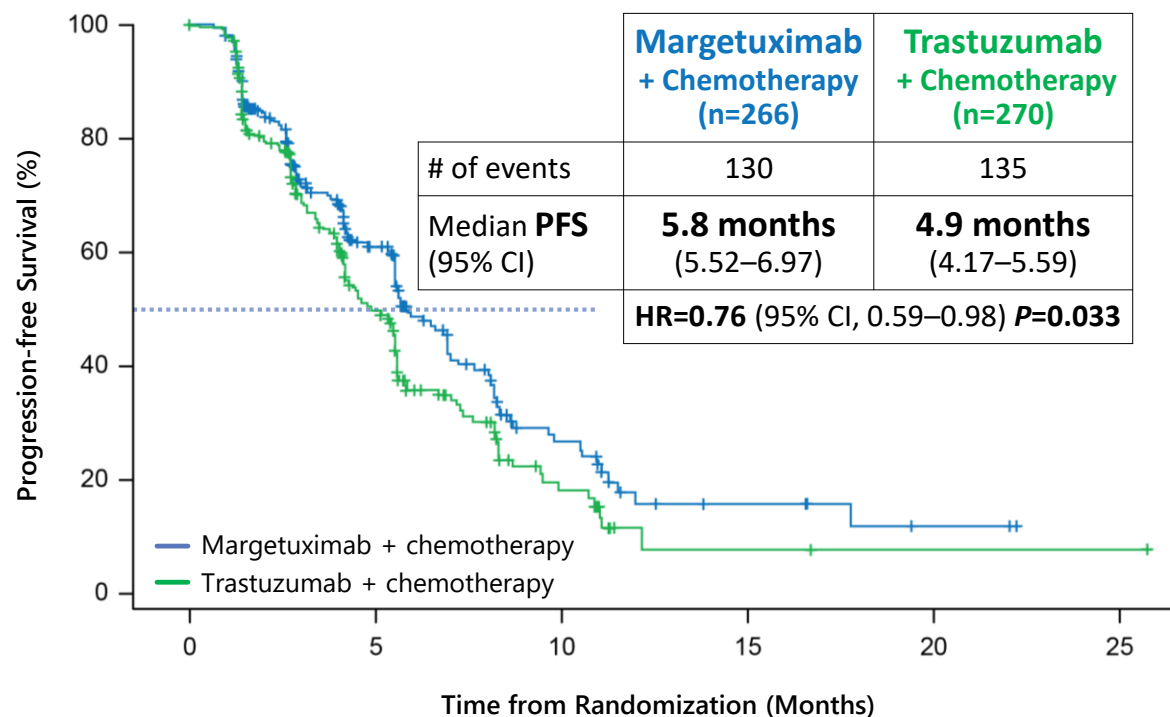 Margetuximab
+ Chemotherapy
(n=266)
Trastuzumab
+ Chemotherapy
(n=270)
# of events
130
135
Median PFS
(95% CI)
5.8 months
(5.52–6.97)
4.9 months
(4.17–5.59)
HR=0.76 (95% CI, 0.59–0.98) P=0.033
Progression-free Survival (%)
100
80
60
40
20
0
Margetuximab + chemotherapy
Trastuzumab + chemotherapy
0
5
10
15
20
25
Time from Randomization (Months)